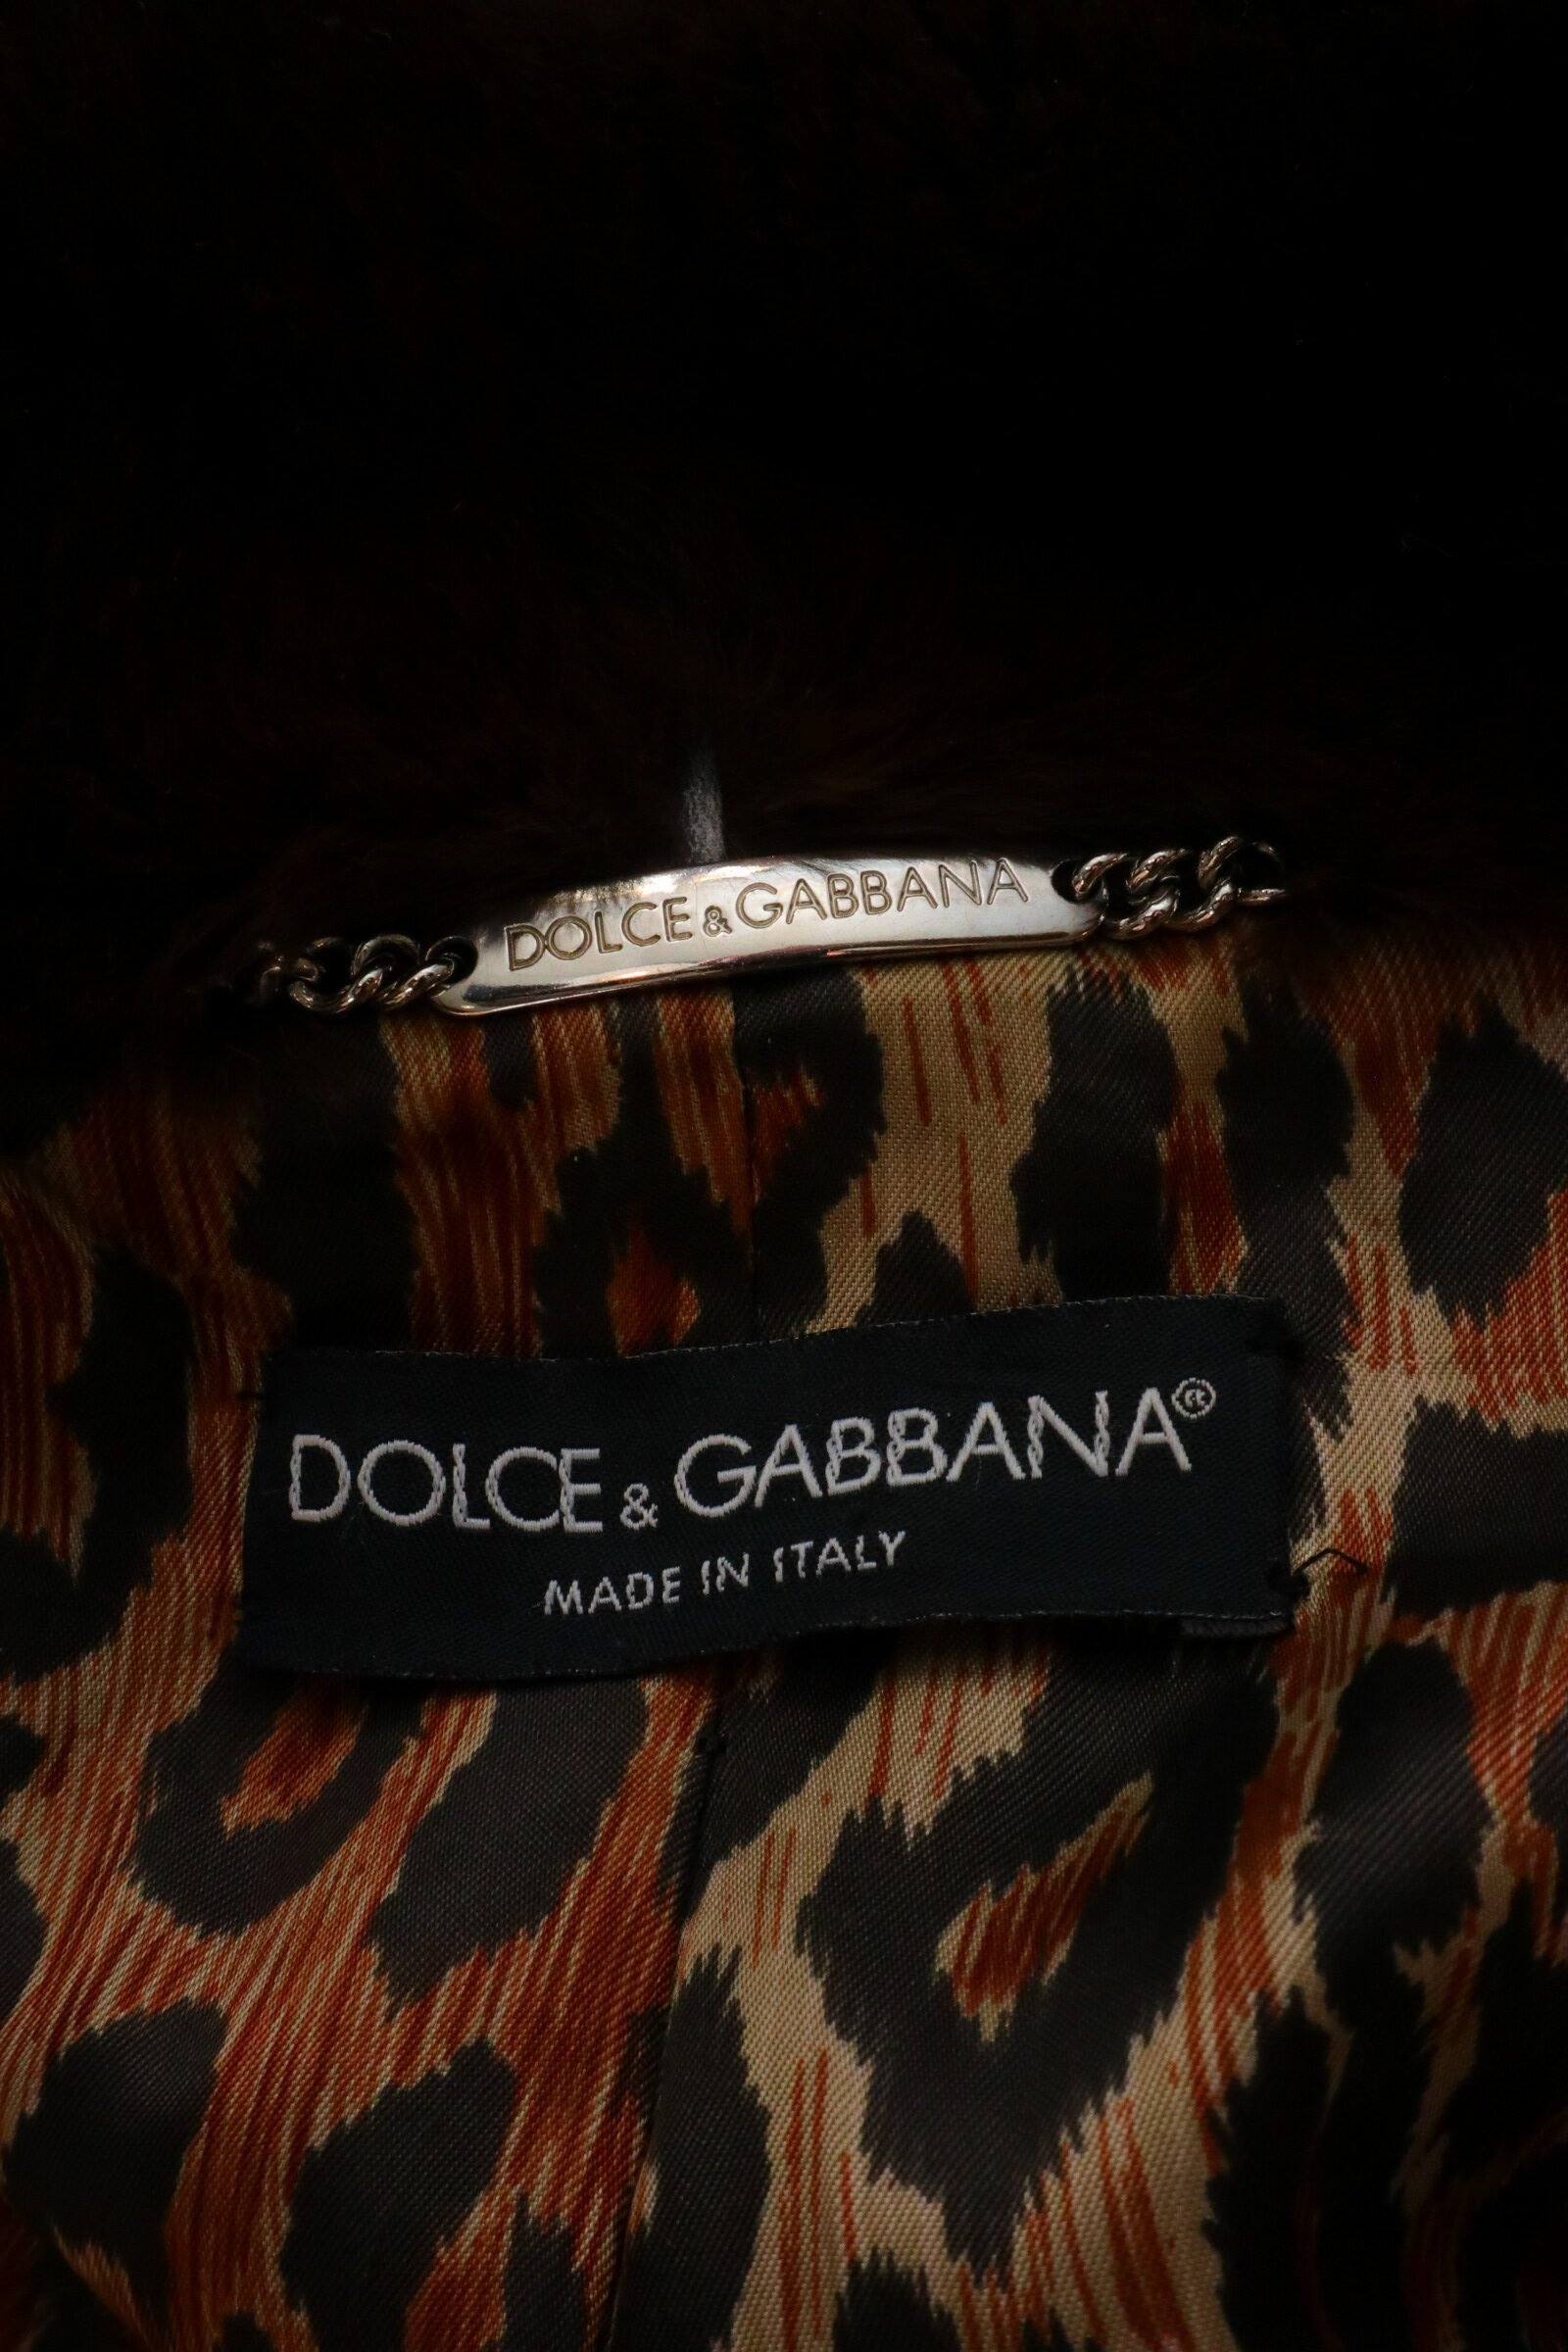 DOLCE & GABBANA
DOLCE & GABBANA®
MADE IN ITALY